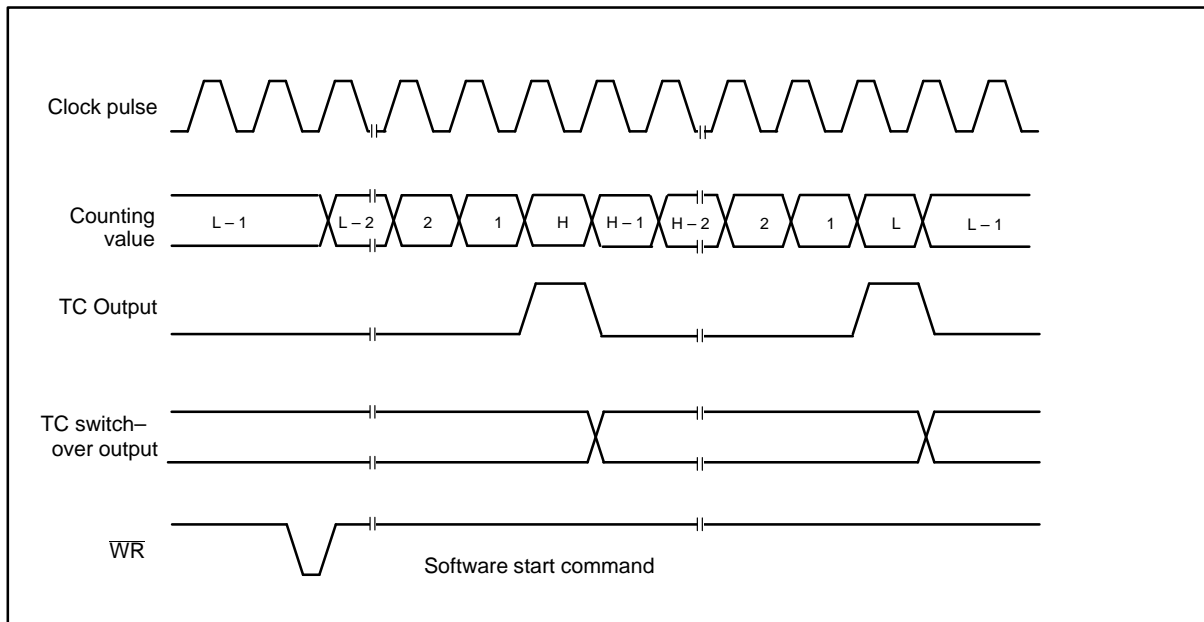 Clock pulse
Counting
value
L – 1
L – 2
2
1
H
H – 1
H – 2
2
1
L
L – 1
TC Output
TC switch–
over output
WR
Software start command